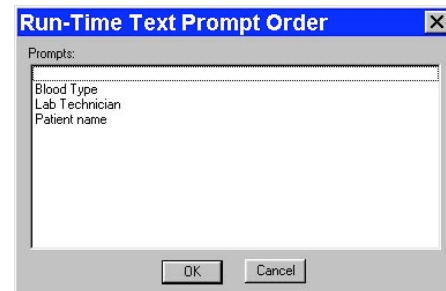 Run-Time Text Prompt Order
Prompts:
Blood Type
Lab Technician
Patient name
OK
Cancel